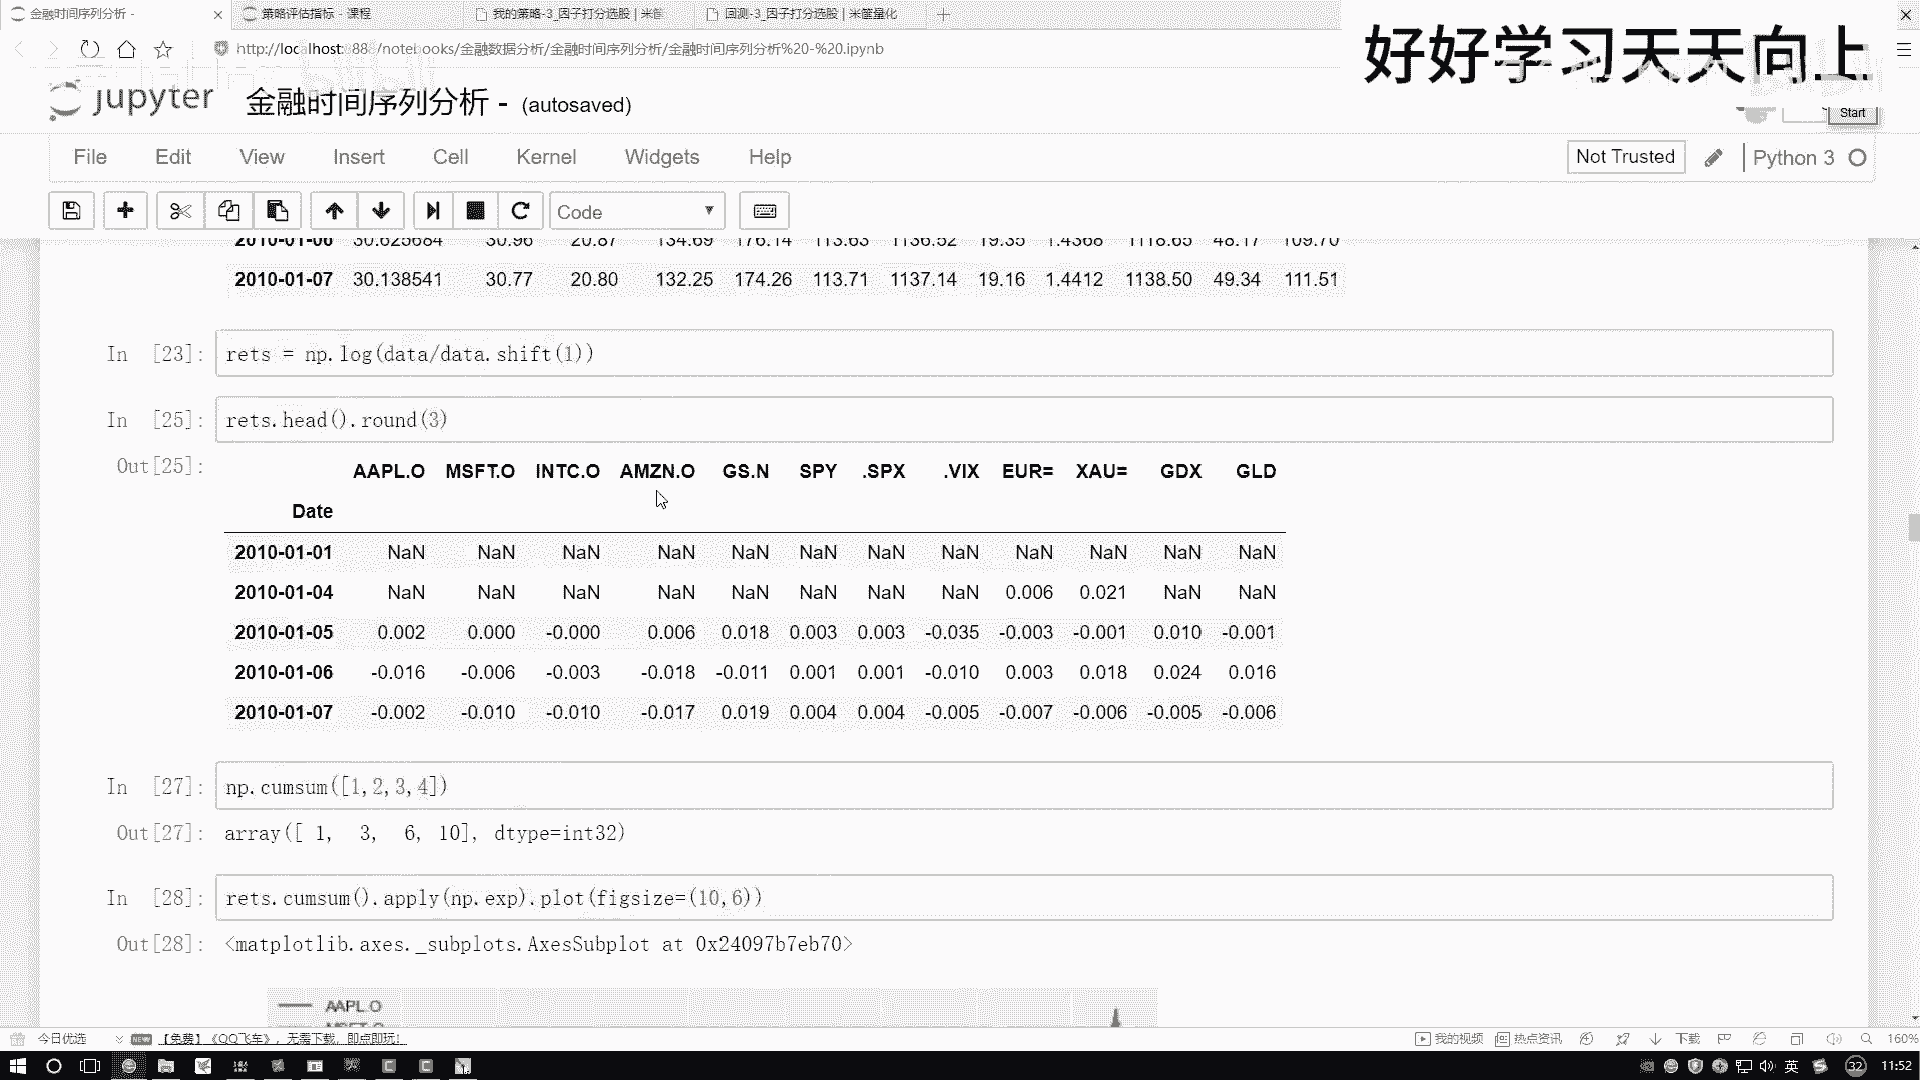 金融时间序列分析 -
策略评估指标 - 课程
我的策略-3_因子打分选股 | 米筐
回测-3_因子打分选股 | 米筐量化
http://localhost:888/notebooks/金融数据分析/金融时间序列分析/金融时间序列分析%20-%20.ipynb
好好学习天天向上
jupyter 金融时间序列分析 - (autosaved)
Start
File Edit View Insert Cell Kernel Widgets Help
Not Trusted Python 3
Code
2010-01-06 30.625684 30.96 20.87 134.69 176.14 113.63 1136.52 19.35 1.4368 1118.65 48.17 109.70
2010-01-07 30.138541 30.77 20.80 132.25 174.26 113.71 1137.14 19.16 1.4412 1138.50 49.34 111.51
In [23]: rets = np.log(data/data.shift(1))
In [25]: rets.head().round(3)
Out[25]: AAPL.O MSFT.O INTC.O AMZN.O GS.N SPY .SPX .VIX EUR= XAU= GDX GLD
Date
2010-01-01 NaN NaN NaN NaN NaN NaN NaN NaN NaN NaN NaN NaN
2010-01-04 NaN NaN NaN NaN NaN NaN NaN NaN 0.006 0.021 NaN NaN
2010-01-05 0.002 0.000 -0.000 0.006 0.018 0.003 0.003 -0.035 -0.003 -0.001 0.010 -0.001
2010-01-06 -0.016 -0.006 -0.003 -0.018 -0.011 0.001 0.001 -0.010 0.003 0.018 0.024 0.016
2010-01-07 -0.002 -0.010 -0.010 -0.017 0.019 0.004 0.004 -0.005 -0.007 -0.006 -0.005 -0.006
In [27]: np.cumsum([1,2,3,4])
Out[27]: array([ 1, 3, 6, 10], dtype=int32)
In [28]: rets.cumsum().apply(np.exp).plot(figsize=(10,6))
Out[28]: <matplotlib.axes._subplots.AxesSubplot at 0x24097b7eb70>
AAPL.O
MSFT.O
今日优选 NEW 【免费】《QQ飞车》，无需下载，即点即玩！ 我的视频 热点资讯 下载 160%
英 32 11:52